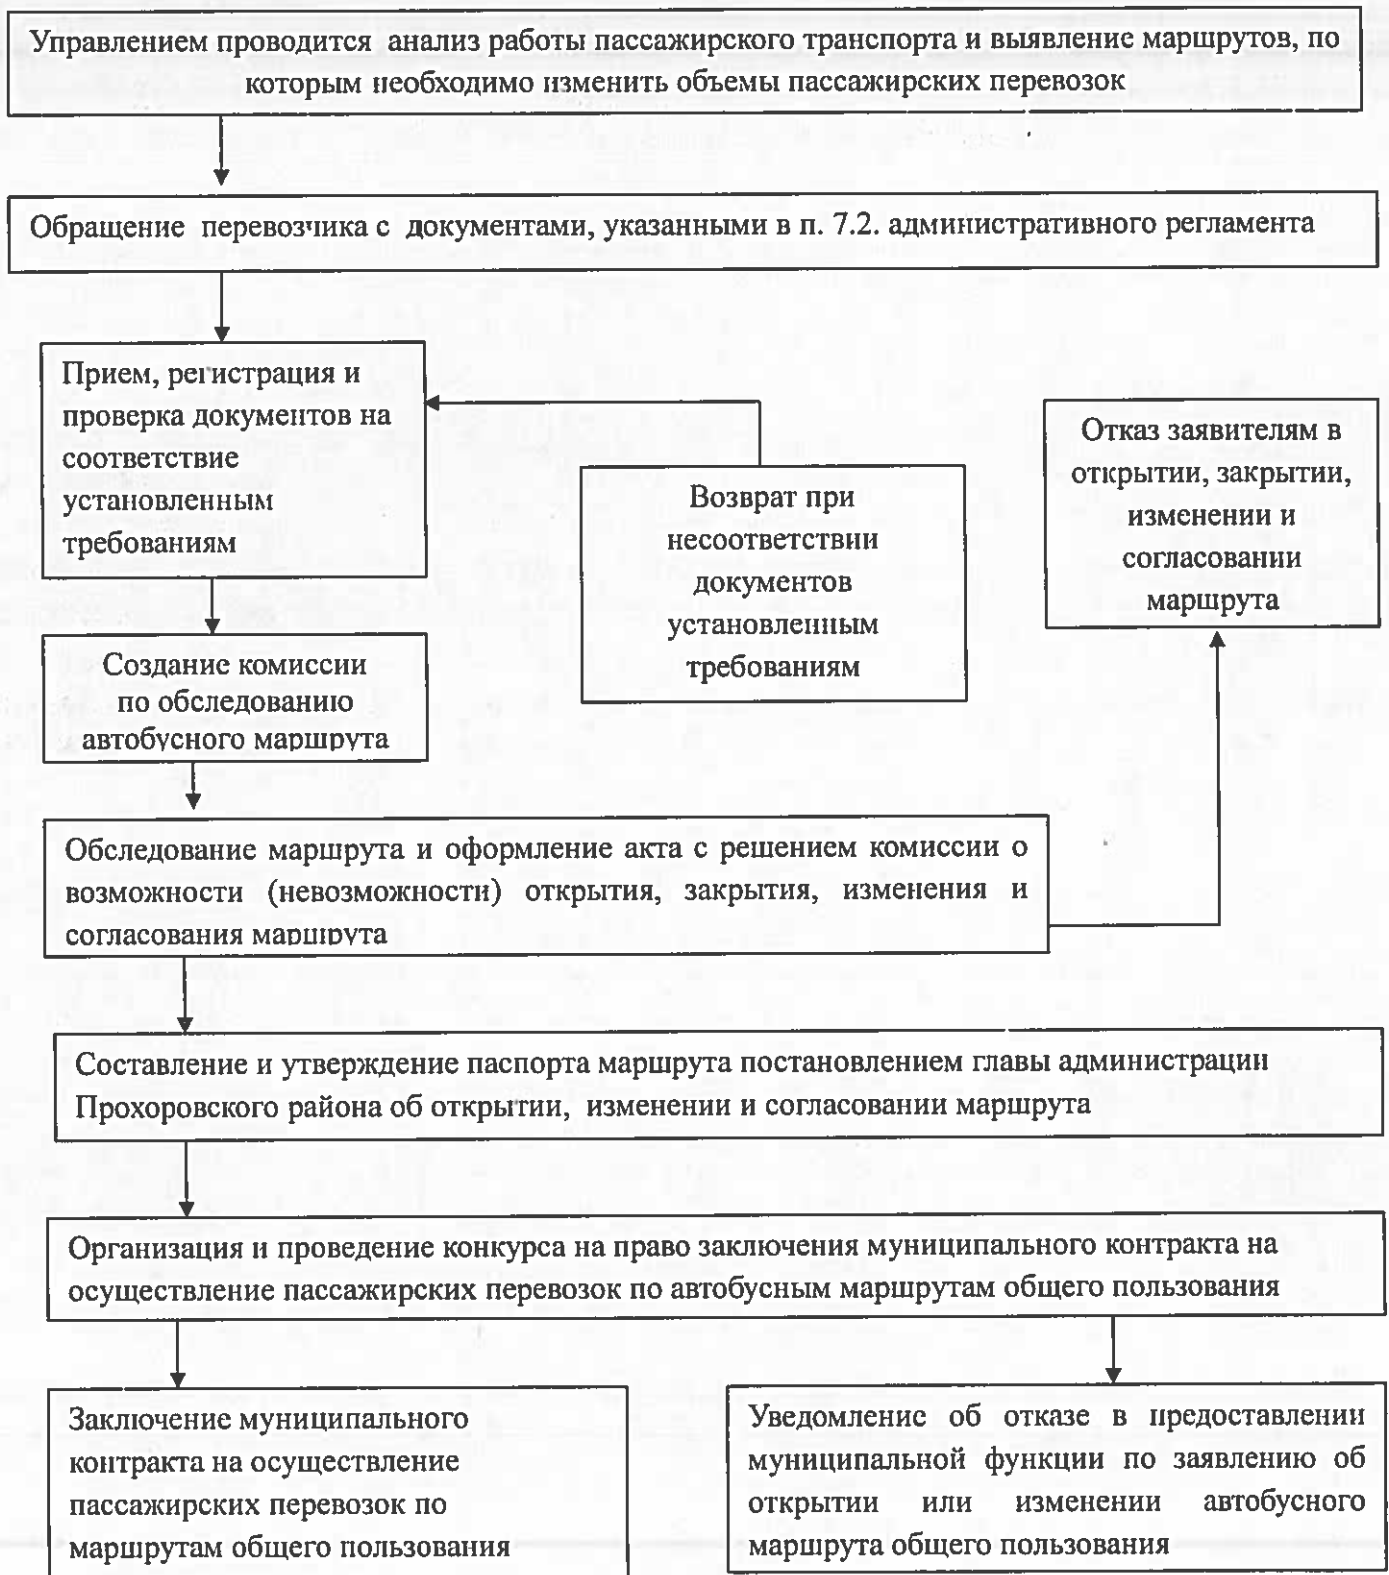 Управлением проводится анализ работы пассажирского транспорта и выявление маршрутов, по
которым необходимо изменить объемы пассажирских перевозок
Обращение перевозчика с документами, указанными в п. 7.2. административного регламента
Прием, регистрация и
проверка документов на
соответствие
установленным
требованиям
Возврат при
несоответствии
документов
установленным
требованиям
Отказ заявителям в
открытии, закрытии,
изменении и
согласовании
маршрута
Создание комиссии
по обследованию
автобусного маршрута
Обследование маршрута и оформление акта с решением комиссии о
возможности (невозможности) открытия, закрытия, изменения и
согласования маршрута
Составление и утверждение паспорта маршрута постановлением главы администрации
Прохоровского района об открытии, изменении и согласовании маршрута
Организация и проведение конкурса на право заключения муниципального контракта на
осуществление пассажирских перевозок по автобусным маршрутам общего пользования
Заключение муниципального
контракта на осуществление
пассажирских перевозок по
маршрутам общего пользования
Уведомление об отказе в предоставлении
муниципальной функции по заявлению об
открытии или изменении автобусного
маршрута общего пользования